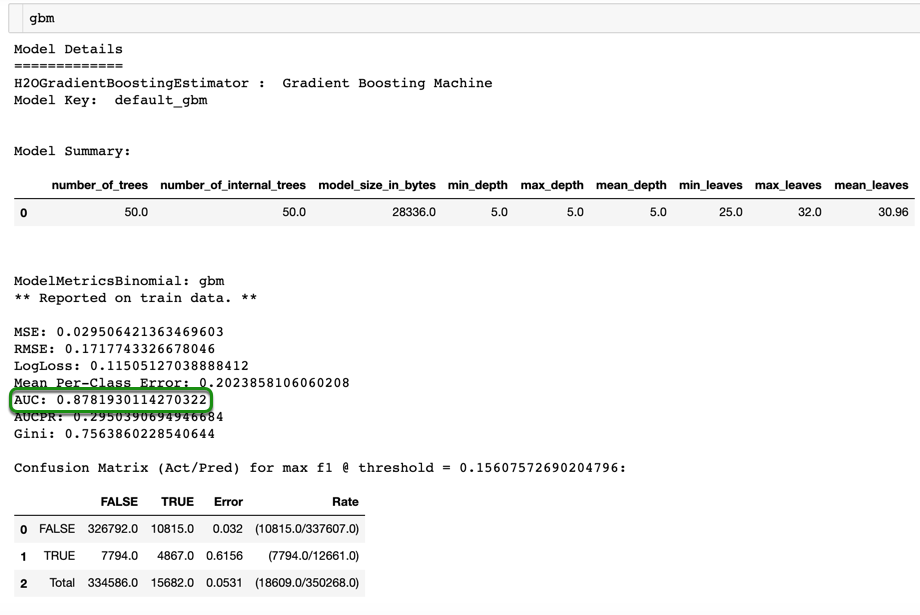 gbm
Model Details
=============
H2OGradientBoostingEstimator :  Gradient Boosting Machine
Model Key:  default_gbm
Model Summary:
number_of_trees number_of_internal_trees model_size_in_bytes min_depth max_depth mean_depth min_leaves max_leaves mean_leaves
0 50.0 50.0 28336.0 5.0 5.0 5.0 25.0 32.0 30.96
ModelMetricsBinomial: gbm
** Reported on train data. **
MSE: 0.029506421363469603
RMSE: 0.1717743326678046
LogLoss: 0.11505127038888412
Mean Per-Class Error: 0.2023858106060208
AUC: 0.8781930114270322
AUCPR: 0.2950390694946684
Gini: 0.7563860228540644
Confusion Matrix (Act/Pred) for max f1 @ threshold = 0.15607572690204796:
FALSE TRUE Error Rate
0 FALSE 326792.0 10815.0 0.032 (10815.0/337607.0)
1 TRUE 7794.0 4867.0 0.6156 (7794.0/12661.0)
2 Total 334586.0 15682.0 0.0531 (18609.0/350268.0)